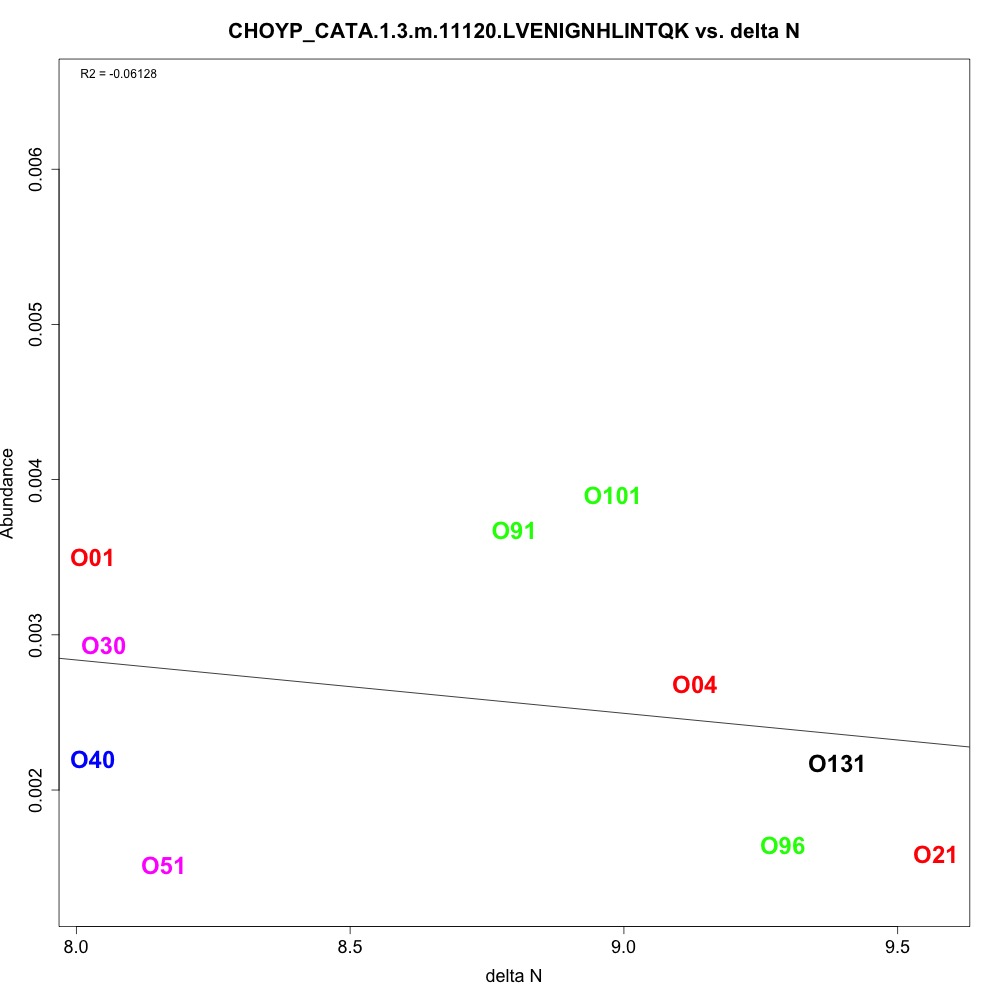 CHOYP_CATA.1.3.m.11120.LVENIGNHLINTQK vs. delta N
R2 = -0.06128
0.006
0.005
0.004
0.003
0.002
Abundance
O101
O91
O01
O30
O04
O40
O131
O96
O21
O51
8.0 8.5 9.0 9.5
delta N